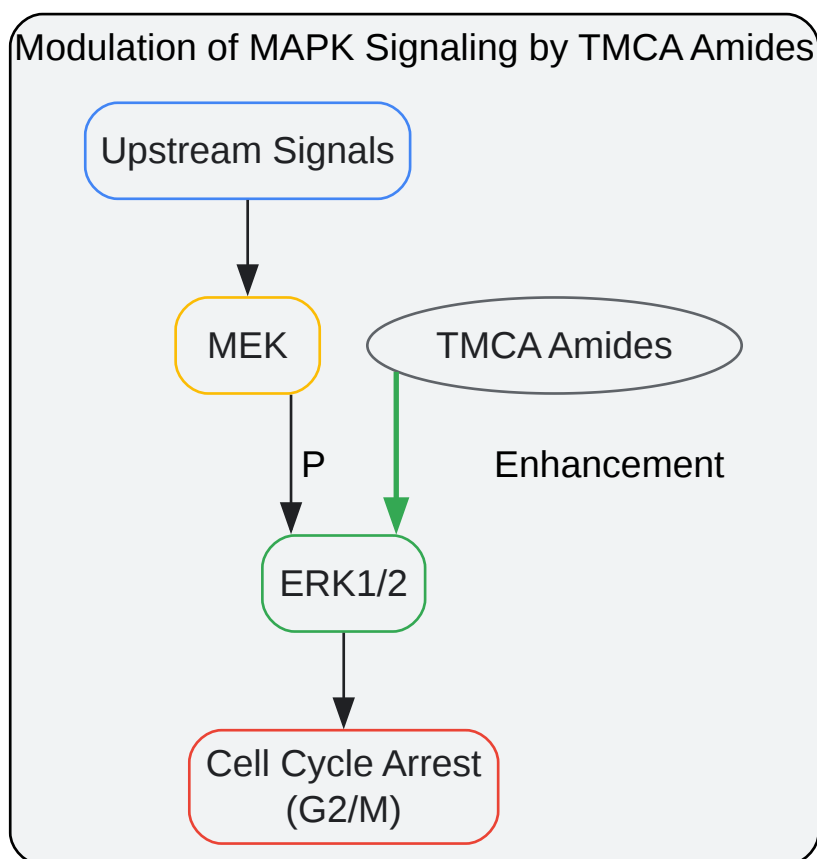 Modulation of MAPK Signaling by TMCA Amides
Upstream Signals
MEK
TMCA Amides
P
Enhancement
ERK1/2
Cell Cycle Arrest
(G2/M)